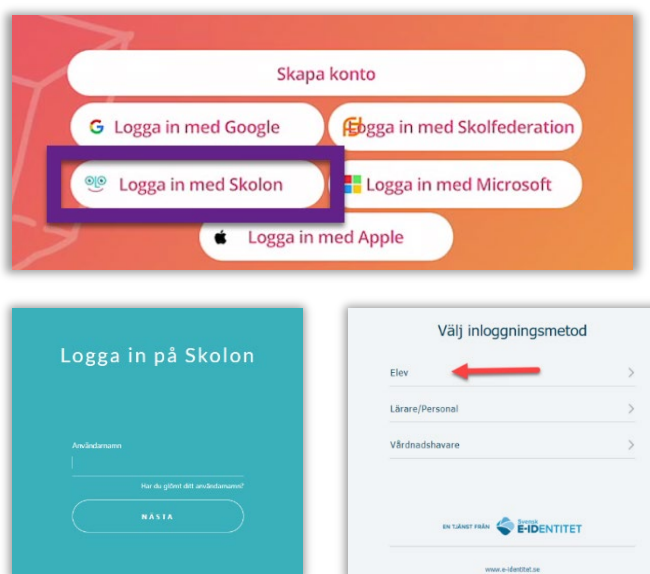 Skapa konto
Logga in med Google
Logga in med Skolfederation
Logga in med Skolon
Logga in med Microsoft
Logga in med Apple
Logga in på Skolon
Användarnamn
Har du glömt ditt användarnamn?
NÄSTA
Välj inloggningsmetod
Elev
Lärare/Personal
Vårdnadshavare
EN TJÄNST FRÅN Svensk E-IDENTITET
www.e-identitet.se